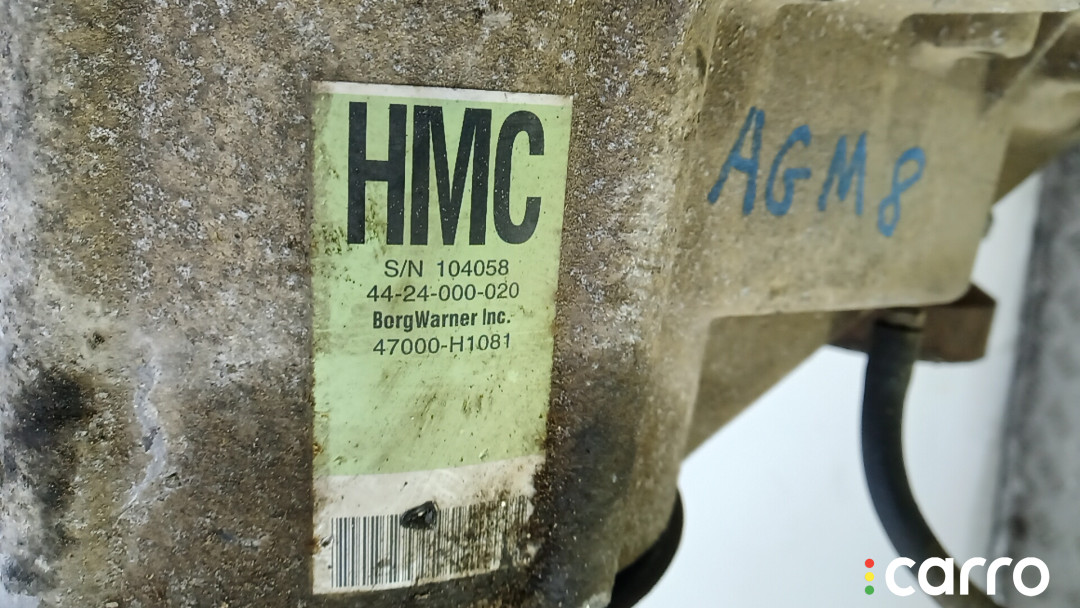 HMC
S/N 104058
44-24-000-020
BorgWarner Inc.
47000-H1081
AGM8
carro